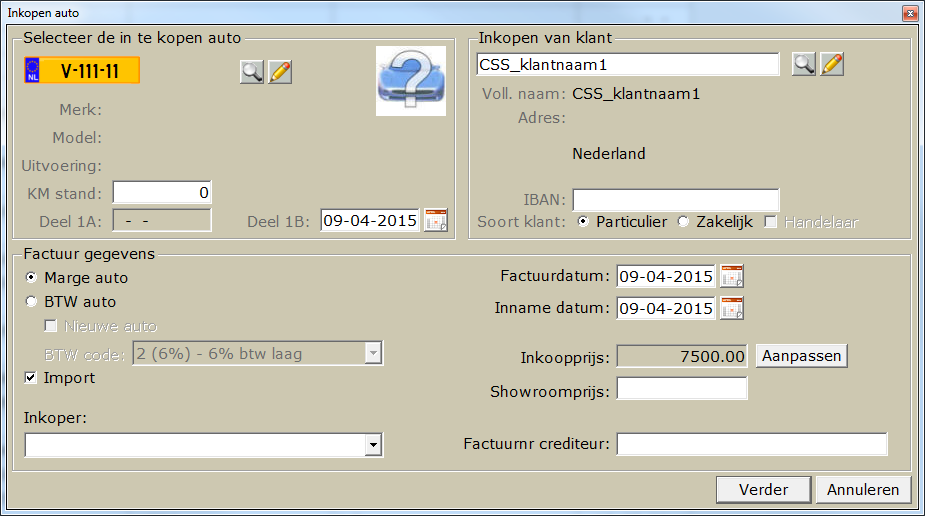 Inkopen auto
Selecteer de in te kopen auto
NL
V-111-11
Merk:
Model:
Uitvoering:
KM stand: 0
Deel 1A: - - Deel 1B: 09-04-2015
Inkopen van klant
CSS_klantnaam1
Voll. naam: CSS_klantnaam1
Adres:
Nederland
IBAN:
Soort klant: Particulier Zakelijk Handelaar
Factuur gegevens
Marge auto
BTW auto
Nieuwe auto
BTW code: 2 (6%) - 6% btw laag
Import
Inkoper:
Factuurdatum: 09-04-2015
Inname datum: 09-04-2015
Inkoopprijs: 7500.00 Aanpassen
Showroomprijs:
Factuurnr crediteur:
Verder Annuleren